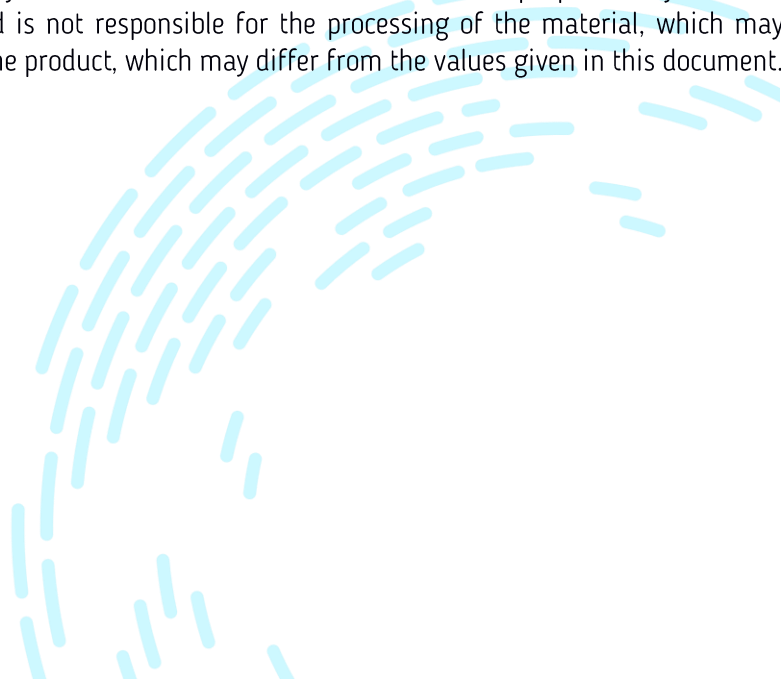 is not responsible for the processing of the material, which may
product, which may differ from the values given in this document.